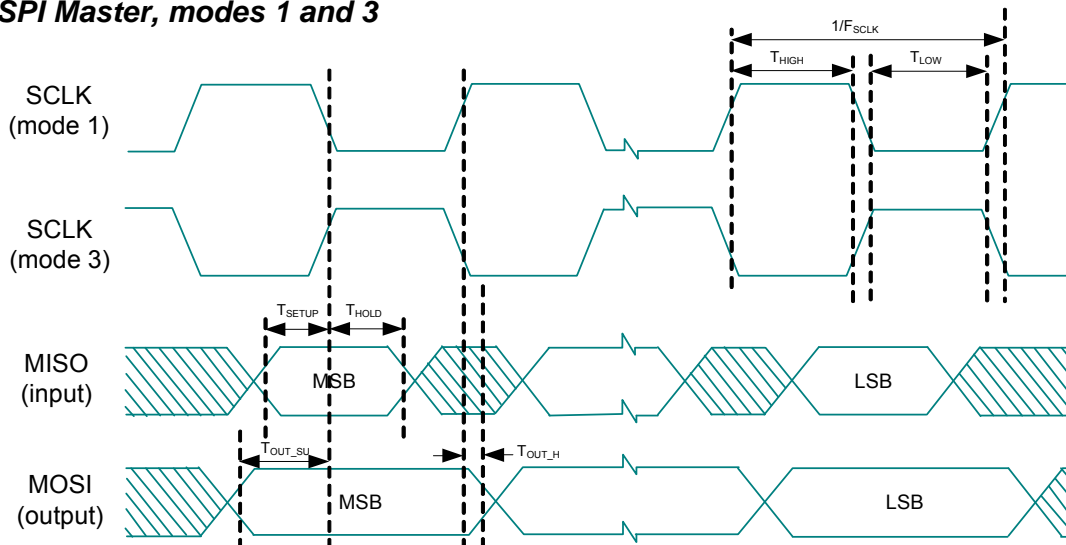 SPI Master, modes 1 and 3
1/FSCLK
THIGH
TLOW
SCLK
(mode 1)
SCLK
(mode 3)
TSETUP
THOLD
MISO
(input)
MSB
LSB
TOUT_SU
TOUT_H
MOSI
(output)
MSB
LSB